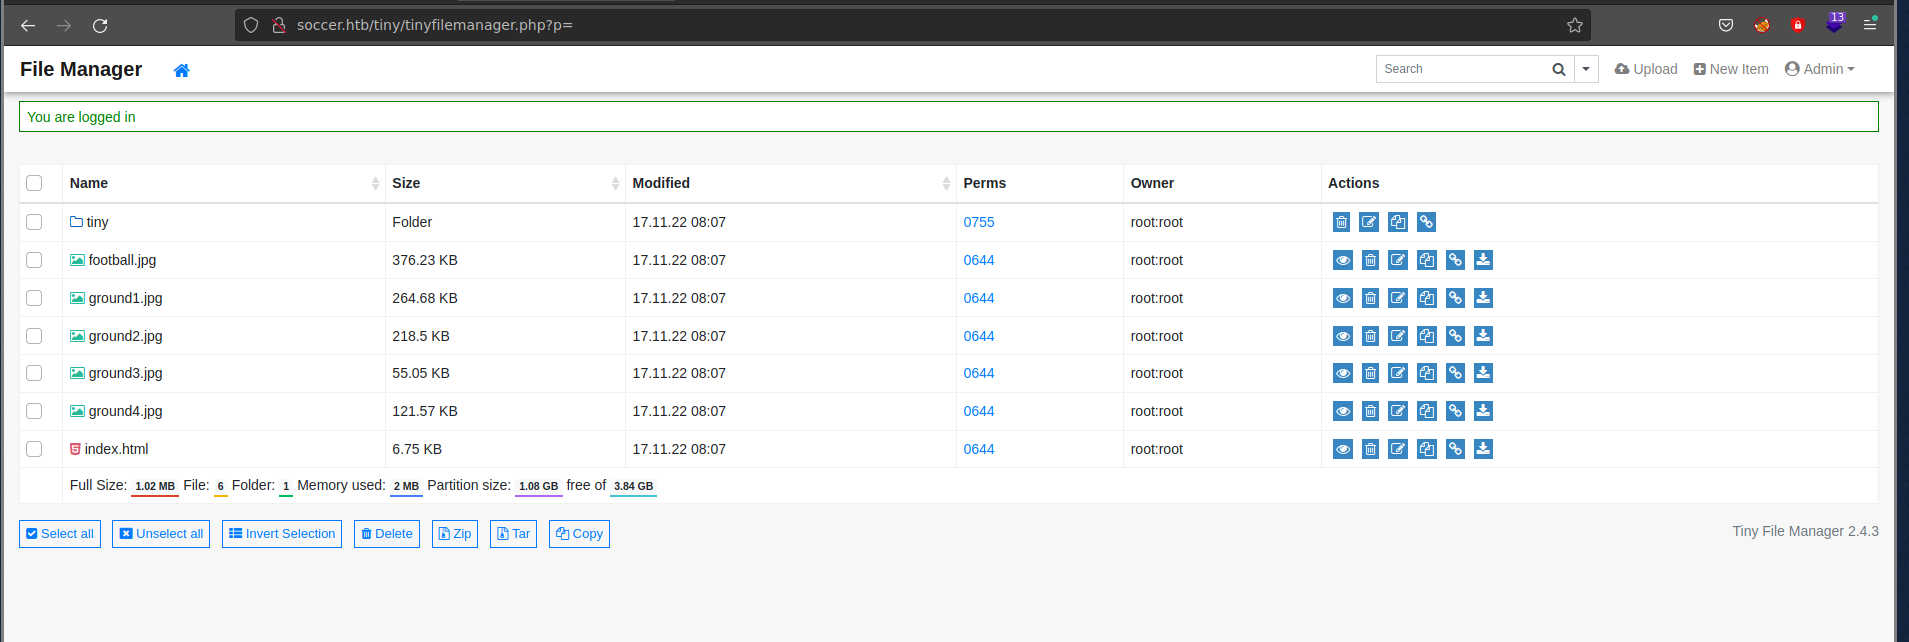 soccer.htb/tiny/tinyfilemanager.php?p=
13
File Manager Search Upload New Item Admin
You are logged in
Name Size Modified Perms Owner Actions
tiny Folder 17.11.22 08:07 0755 root:root
football.jpg 376.23 KB 17.11.22 08:07 0644 root:root
ground1.jpg 264.68 KB 17.11.22 08:07 0644 root:root
ground2.jpg 218.5 KB 17.11.22 08:07 0644 root:root
ground3.jpg 55.05 KB 17.11.22 08:07 0644 root:root
ground4.jpg 121.57 KB 17.11.22 08:07 0644 root:root
index.html 6.75 KB 17.11.22 08:07 0644 root:root
Full Size: 1.02 MB File: 6 Folder: 1 Memory used: 2 MB Partition size: 1.08 GB free of 3.84 GB
Select all Unselect all Invert Selection Delete Zip Tar Copy Tiny File Manager 2.4.3